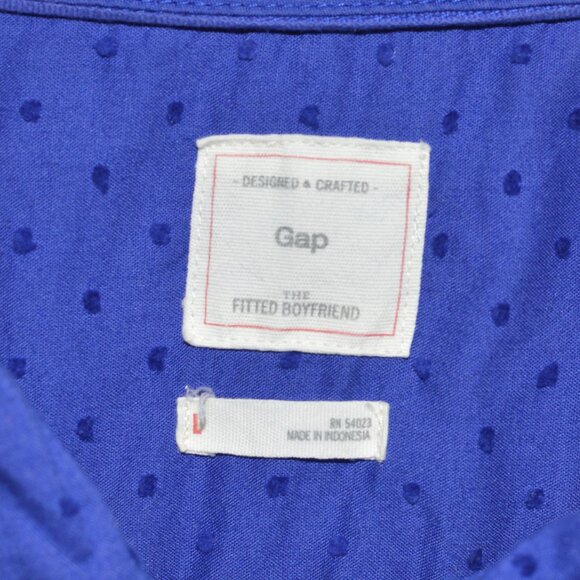 - DESIGNED & CRAFTED -
Gap
THE
FITTED BOYFRIEND
L
RN 54023
MADE IN INDONESIA